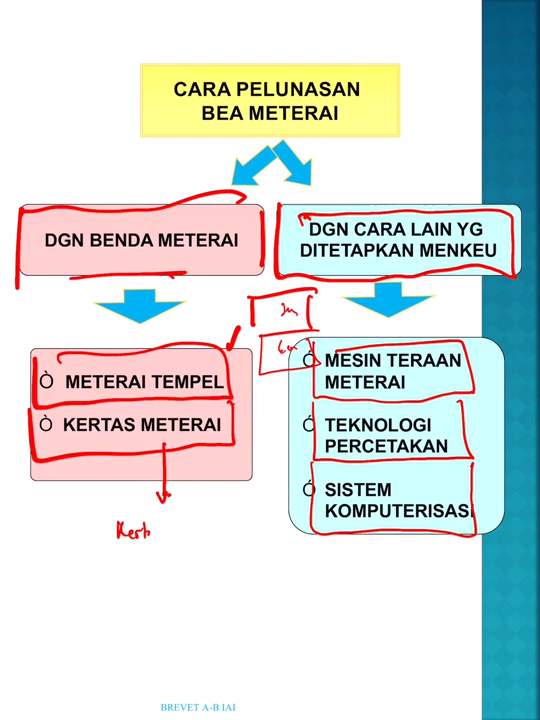 CARA PELUNASAN
BEA METERAI
DGN BENDA METERAI
DGN CARA LAIN YG
DITETAPKAN MENKEU
Ò METERAI TEMPEL
Ò KERTAS METERAI
Ó MESIN TERAAN
METERAI
Ó TEKNOLOGI
PERCETAKAN
Ó SISTEM
KOMPUTERISASI
BREVET A-B IAI